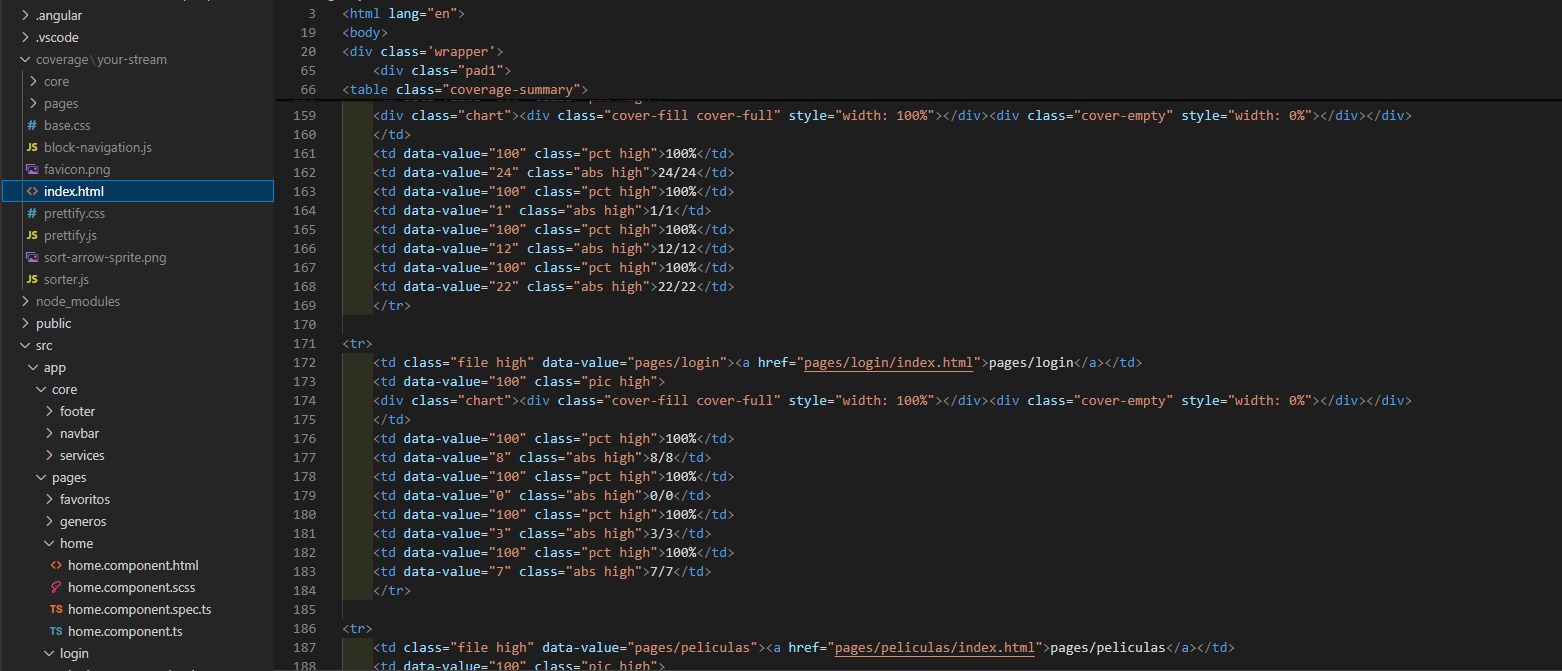 .angular
.vscode
coverage\your-stream
core
pages
# base.css
JS block-navigation.js
favicon.png
<> index.html
# prettify.css
JS prettify.js
sort-arrow-sprite.png
JS sorter.js
node_modules
public
src
app
core
footer
navbar
services
pages
favoritos
generos
home
<> home.component.html
home.component.scss
TS home.component.spec.ts
TS home.component.ts
login
3 <html lang="en">
19 <body>
20 <div class='wrapper'>
65 <div class="pad1">
66 <table class="coverage-summary">
159 <div class="chart"><div class="cover-fill cover-full" style="width: 100%"></div><div class="cover-empty" style="width: 0%"></div></div>
160 </td>
161 <td data-value="100" class="pct high">100%</td>
162 <td data-value="24" class="abs high">24/24</td>
163 <td data-value="100" class="pct high">100%</td>
164 <td data-value="1" class="abs high">1/1</td>
165 <td data-value="100" class="pct high">100%</td>
166 <td data-value="12" class="abs high">12/12</td>
167 <td data-value="100" class="pct high">100%</td>
168 <td data-value="22" class="abs high">22/22</td>
169 </tr>
170
171 <tr>
172 <td class="file high" data-value="pages/login"><a href="pages/login/index.html">pages/login</a></td>
173 <td data-value="100" class="pic high">
174 <div class="chart"><div class="cover-fill cover-full" style="width: 100%"></div><div class="cover-empty" style="width: 0%"></div></div>
175 </td>
176 <td data-value="100" class="pct high">100%</td>
177 <td data-value="8" class="abs high">8/8</td>
178 <td data-value="100" class="pct high">100%</td>
179 <td data-value="0" class="abs high">0/0</td>
180 <td data-value="100" class="pct high">100%</td>
181 <td data-value="3" class="abs high">3/3</td>
182 <td data-value="100" class="pct high">100%</td>
183 <td data-value="7" class="abs high">7/7</td>
184 </tr>
185
186 <tr>
187 <td class="file high" data-value="pages/peliculas"><a href="pages/peliculas/index.html">pages/peliculas</a></td>
188 <td data-value="100" class="pic high">